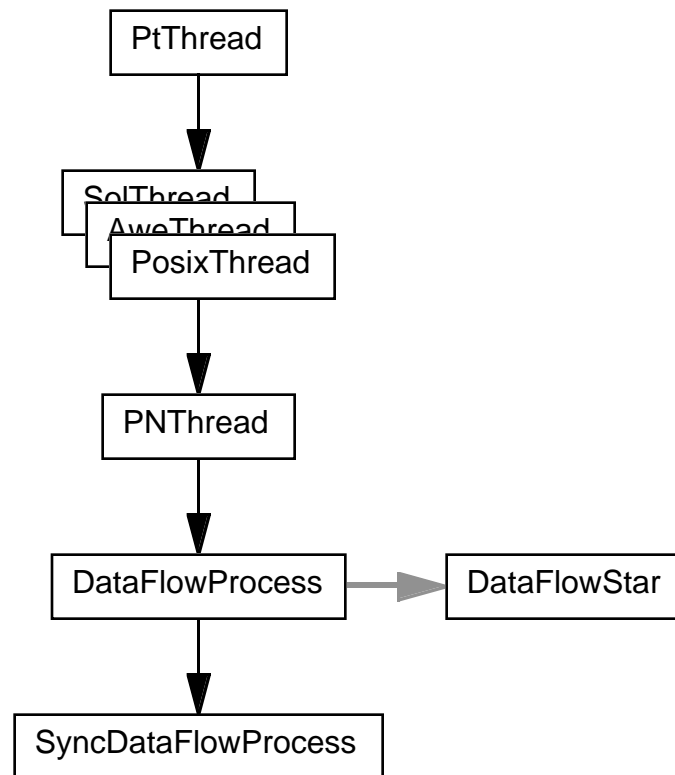 PtThread
SolThread
AweThread
PosixThread
PNThread
DataFlowProcess
DataFlowStar
SyncDataFlowProcess